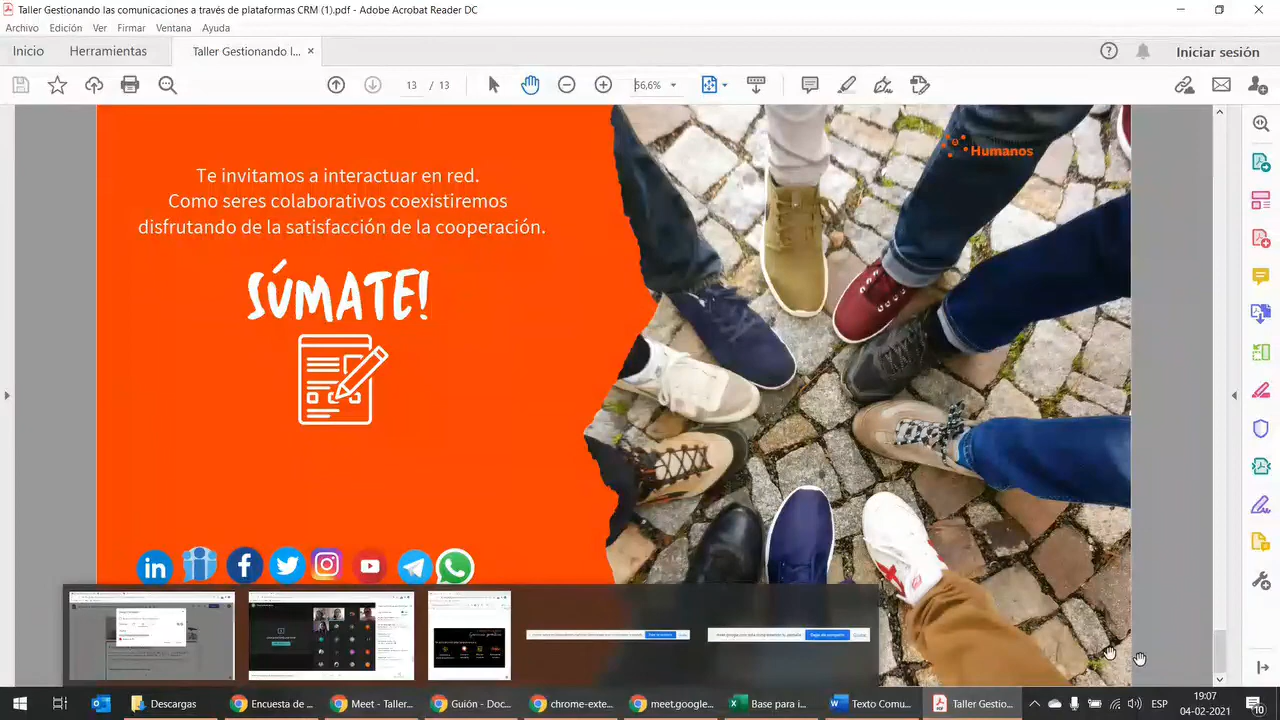 Taller Gestionando las comunicaciones a través de plataformas CRM (1).pdf - Adobe Acrobat Reader DC
Archivo Edición Ver Firmar Ventana Ayuda
Inicio Herramientas Taller Gestionando l... × Iniciar sesión
13 / 13 66,6%
Humanos
Te invitamos a interactuar en red.
Como seres colaborativos coexistiremos
disfrutando de la satisfacción de la cooperación.
SÚMATE!
Descargas Encuesta de ... Meet - Taller... Guión - Doc... chrome-exte... meet.google... Base para i... Texto Comu... Taller Gestio... ESP 19:07
04-02-2021